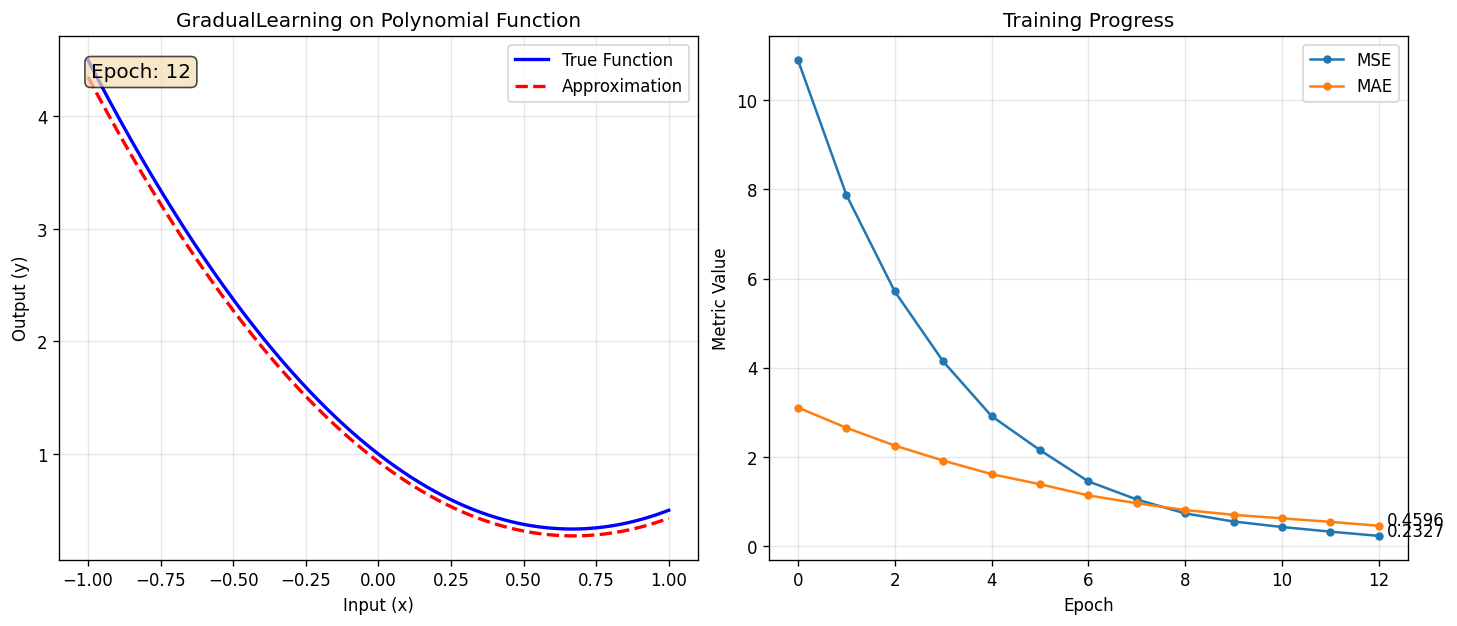 GradualLearning on Polynomial Function
Epoch: 12
True Function
Approximation
Output (y)
4
3
2
1
−1.00 −0.75 −0.50 −0.25 0.00 0.25 0.50 0.75 1.00
Input (x)
Training Progress
MSE
MAE
Metric Value
10
8
6
4
2
0
0.4596
0.2327
0 2 4 6 8 10 12
Epoch